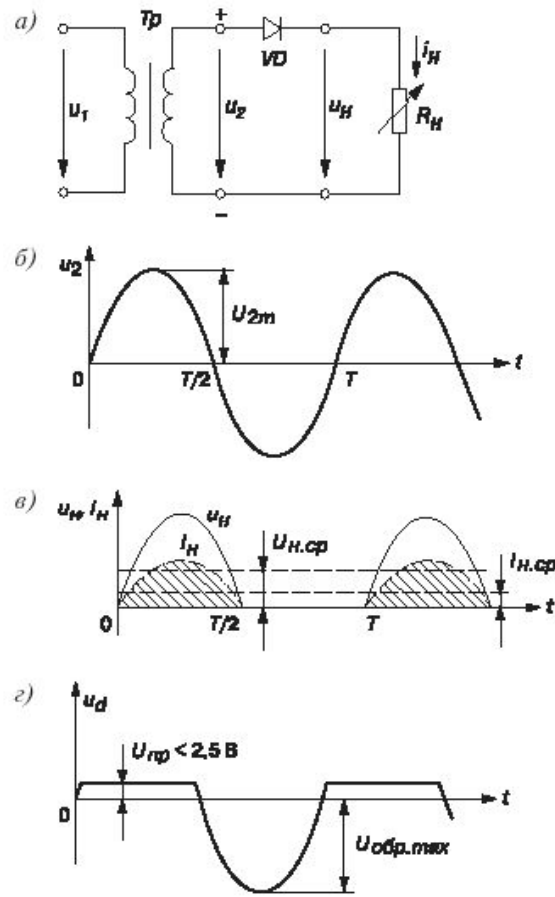 а) Тр + VD iн
u₁ u₂ uн Rн
−
б) u₂ U₂m
0 T/2 T t
в) uн, iн uн iн Uн.ср Iн.ср
0 T/2 T t
г) ud
Uпр < 2,5 В
0 t
Uобр.max